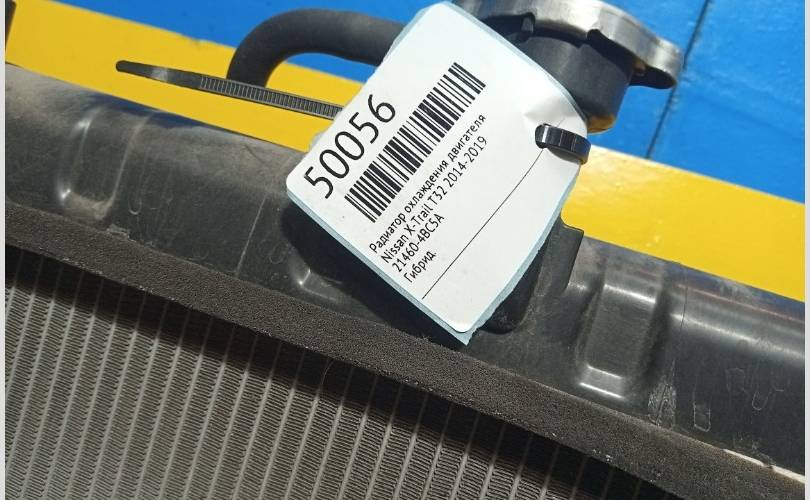 50056
Радиатор охлаждения двигателя
Nissan X-Trail T32 2014-2019
21460-4BC5A
Гибрид